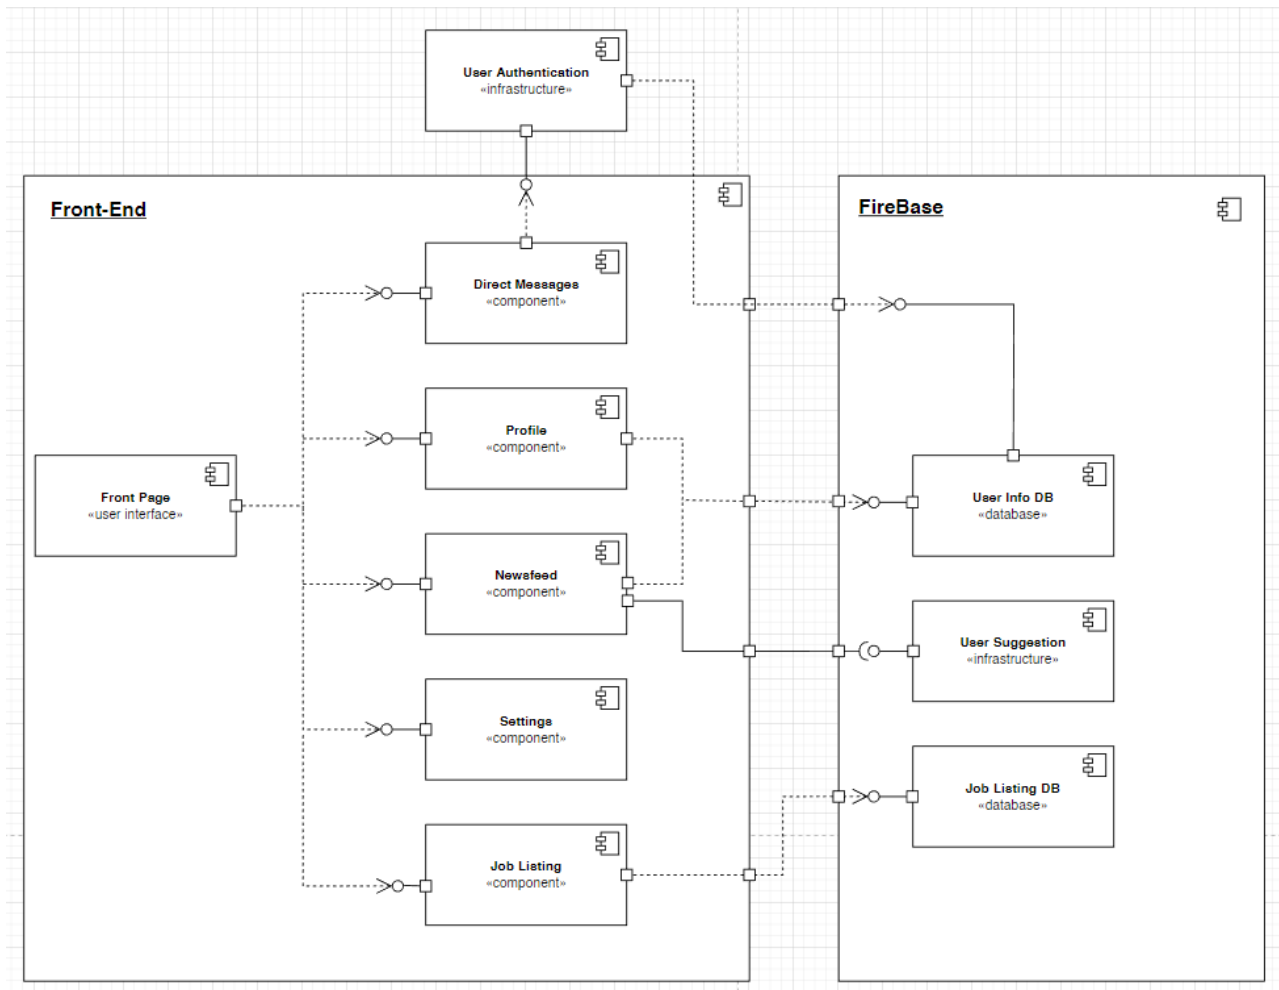 User Authentication
«infrastructure»
Front-End
FireBase
Direct Messages
«component»
Profile
«component»
Front Page
«user interface»
User Info DB
«database»
Newsfeed
«component»
User Suggestion
«infrastructure»
Settings
«component»
Job Listing DB
«database»
Job Listing
«component»